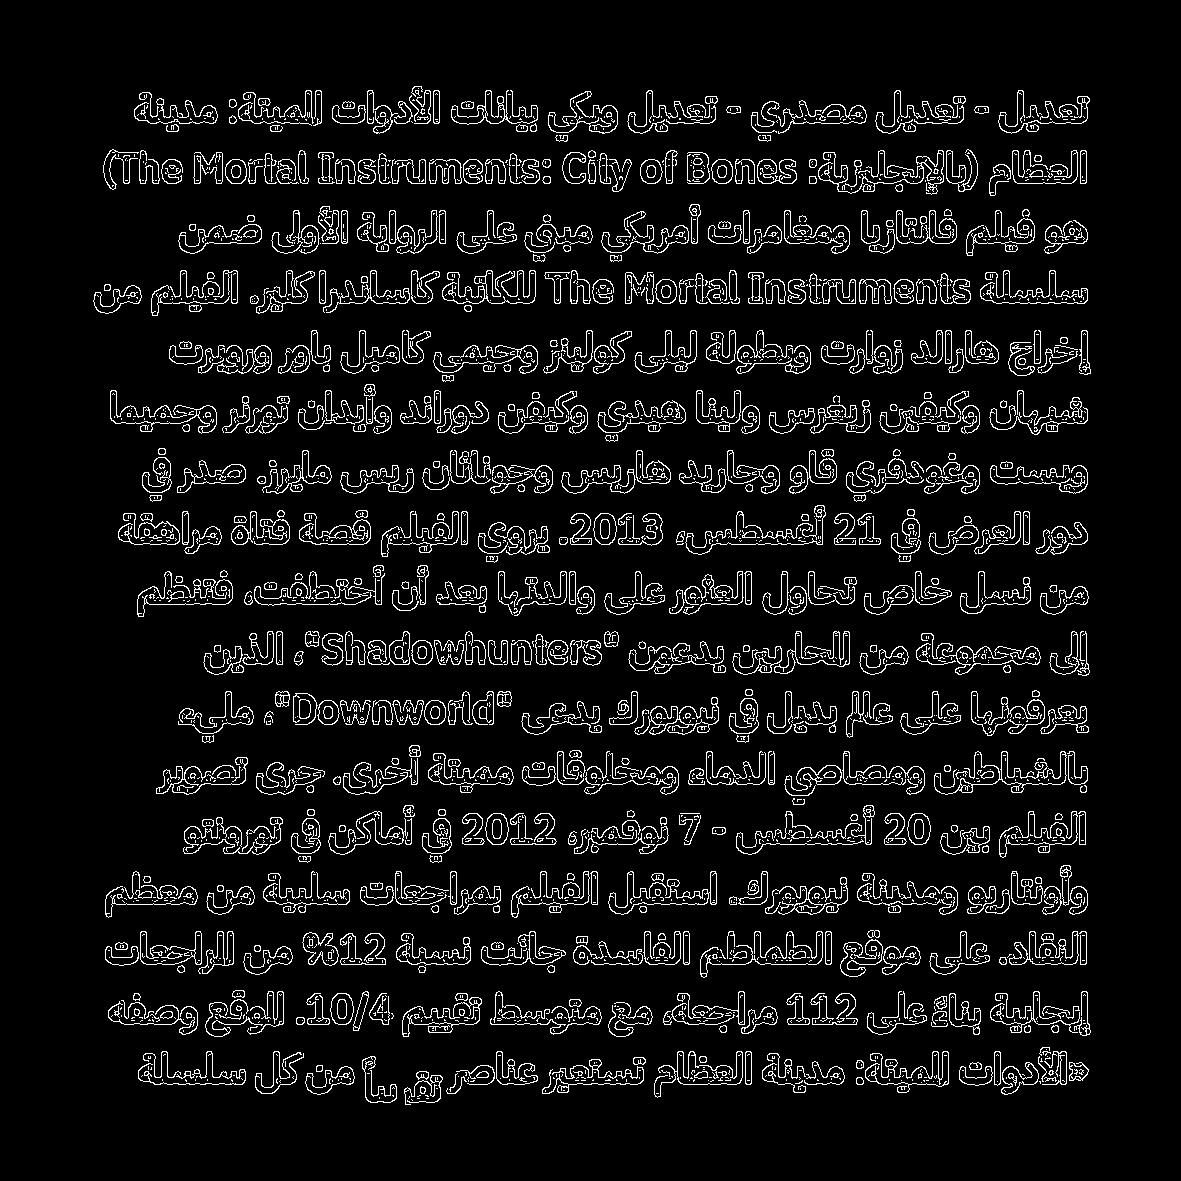 تعديل - تعديل مصدري - تعديل ويكي بيانات الأدوات المميتة: مدينة
العظام (بالإنجليزية: The Mortal Instruments: City of Bones)
هو فيلم فانتازيا ومغامرات أمريكي مبني على الرواية الأولى ضمن
سلسلة The Mortal Instruments للكاتبة كاساندرا كلير. الفيلم من
إخراج هارالد زوارت وبطولة ليلى كولينز وجيمي كامبل باور وروبرت
شيهان وكيفين زيغرس ولينا هيدي وكيفن دوراند وأيدان تورنر وجميما
ويست وغودفري قاو وجاريد هاريس وجوناثان ريس مايرز. صدر في
دور العرض في 21 أغسطس، 2013. يروي الفيلم قصة فتاة مراهقة
من نسل خاص تحاول العثور على والدتها بعد أن أختطفت، فتنظم
إلى مجموعة من المحاربين يدعون "Shadowhunters"، الذين
يعرفونها على عالم بديل في نيويورك يدعى "Downworld"، مليء
بالشياطين ومصاصي الدماء ومخلوقات مميتة أخرى. جرى تصوير
الفيلم بين 20 أغسطس - 7 نوفمبر، 2012 في أماكن في تورونتو
وأونتاريو ومدينة نيويورك. استقبل الفيلم بمراجعات سلبية من معظم
النقاد. على موقع الطماطم الفاسدة جائت نسبة 12% من المراجعات
إيجابية بناءً على 112 مراجعة، مع متوسط تقييم 10/4. الموقع وصفه
«الأدوات المميتة: مدينة العظام تستعير عناصر تقريباً من كل سلسلة